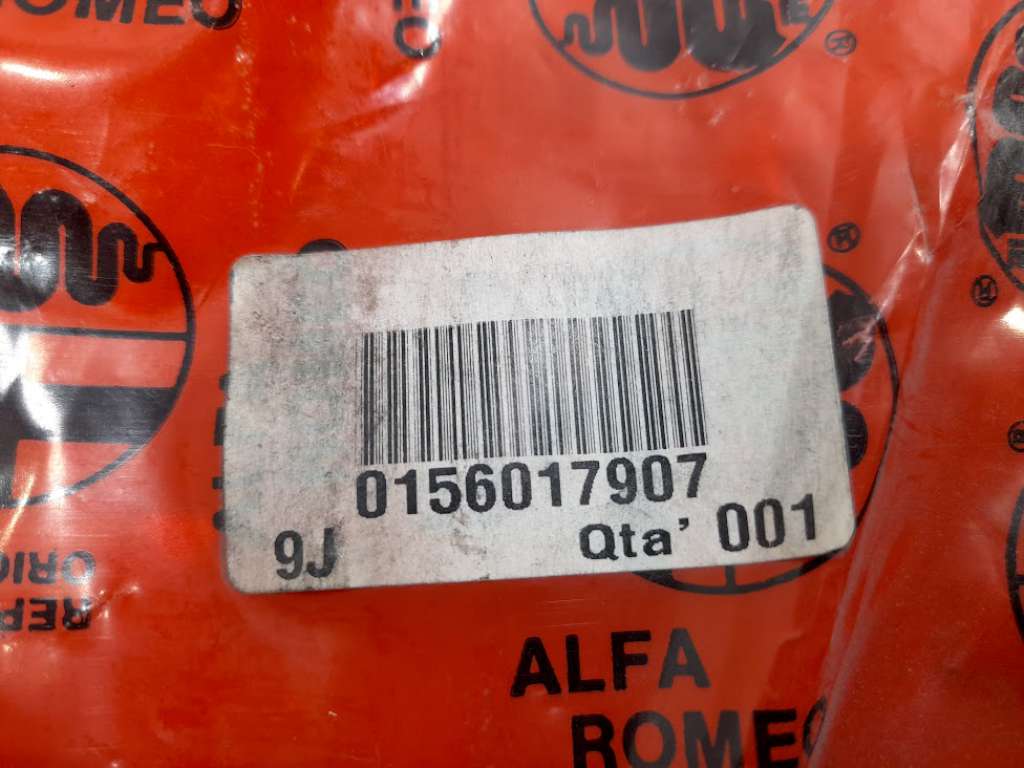 ROMEO
®
®
®
0156017907
9J
Qta' 001
ALFA
ROMEO